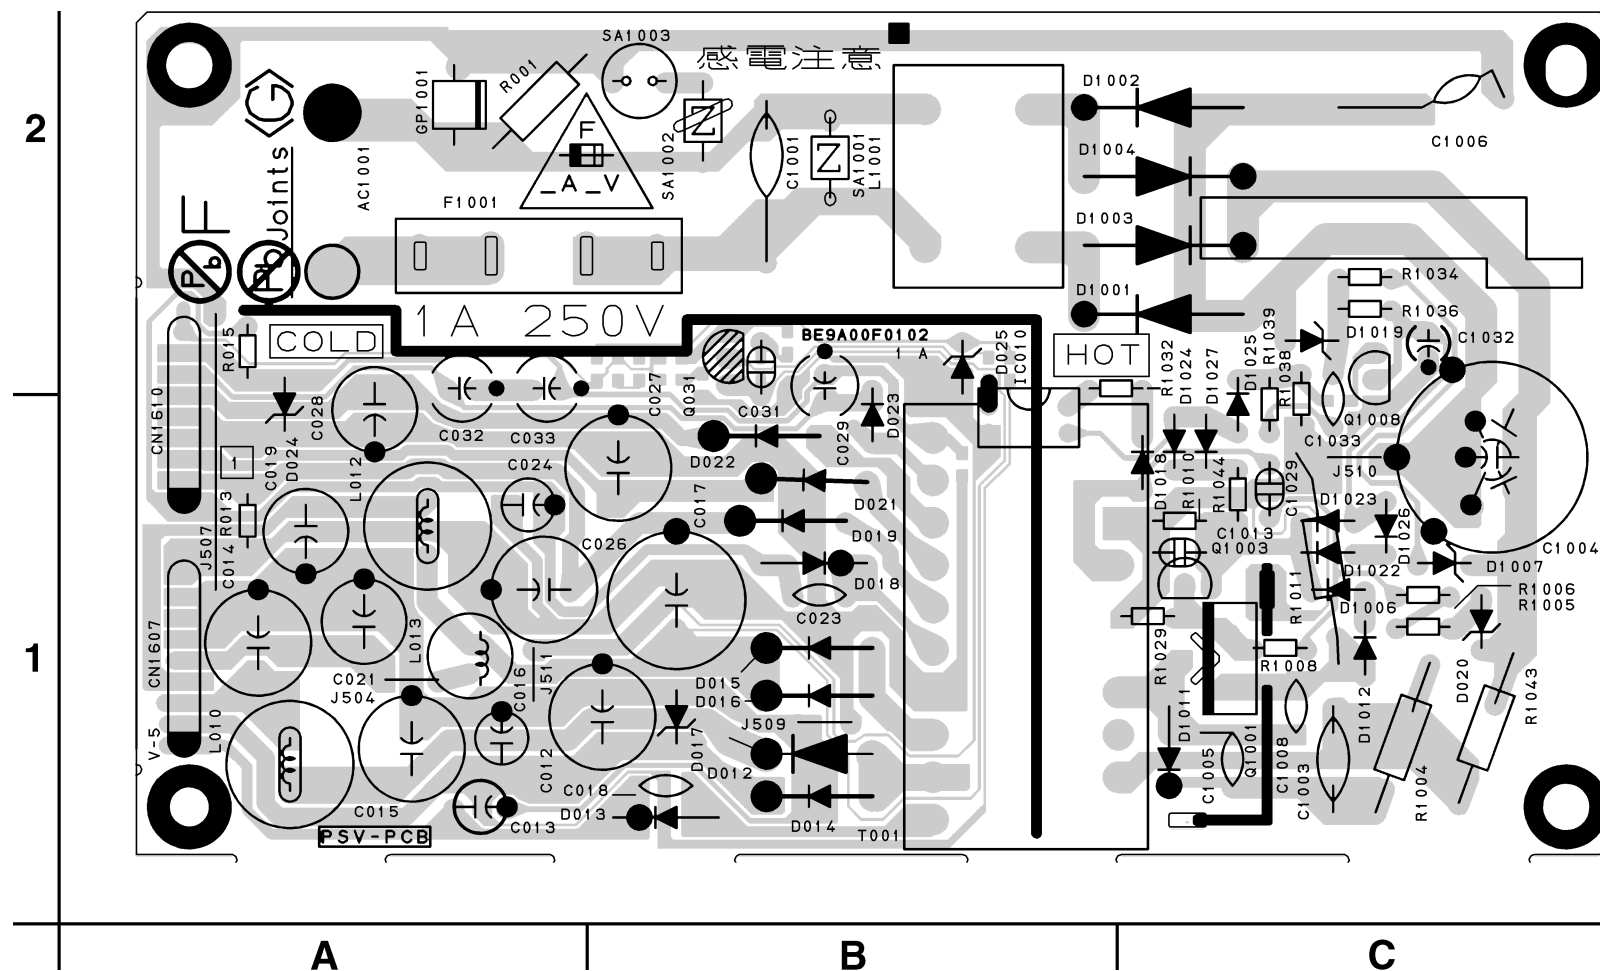 SA1003
感電注意
R001
GP1001
D1002
C1006
2
F
_A_V
SA1002
C1001
SA1001
L1001
D1004
AC1001
Joints
F
F1001
D1003
Pb
Pb
R1034
D1001
R1036
1A 250V
BE9A00F0102
1 A
COLD
HOT
D1019
C1032
R1039
R015
D025
IC010
R1032
D1024
D1027
D1025
R1038
C027
Q031
CN1610
C028
C032
C033
C031
C029
D023
Q1008
C1033
D022
1
C019
D024
L012
C024
J510
D1018
R1010
R1044
C1029
R013
C017
D021
D1023
D1026
C1004
J507
C014
C026
D019
C1013
Q1003
D1022
D1007
D018
R1011
D1006
R1006
R1005
C023
1
CN1607
L013
C021
J504
C016
J511
D015
D016
J509
R1029
R1008
D020
R1043
V-5
L010
D017
D012
D1011
C1005
Q1001
C1008
C1003
D1012
R1004
C012
C018
D013
C015
C013
D014
T001
PSV-PCB
A
B
C